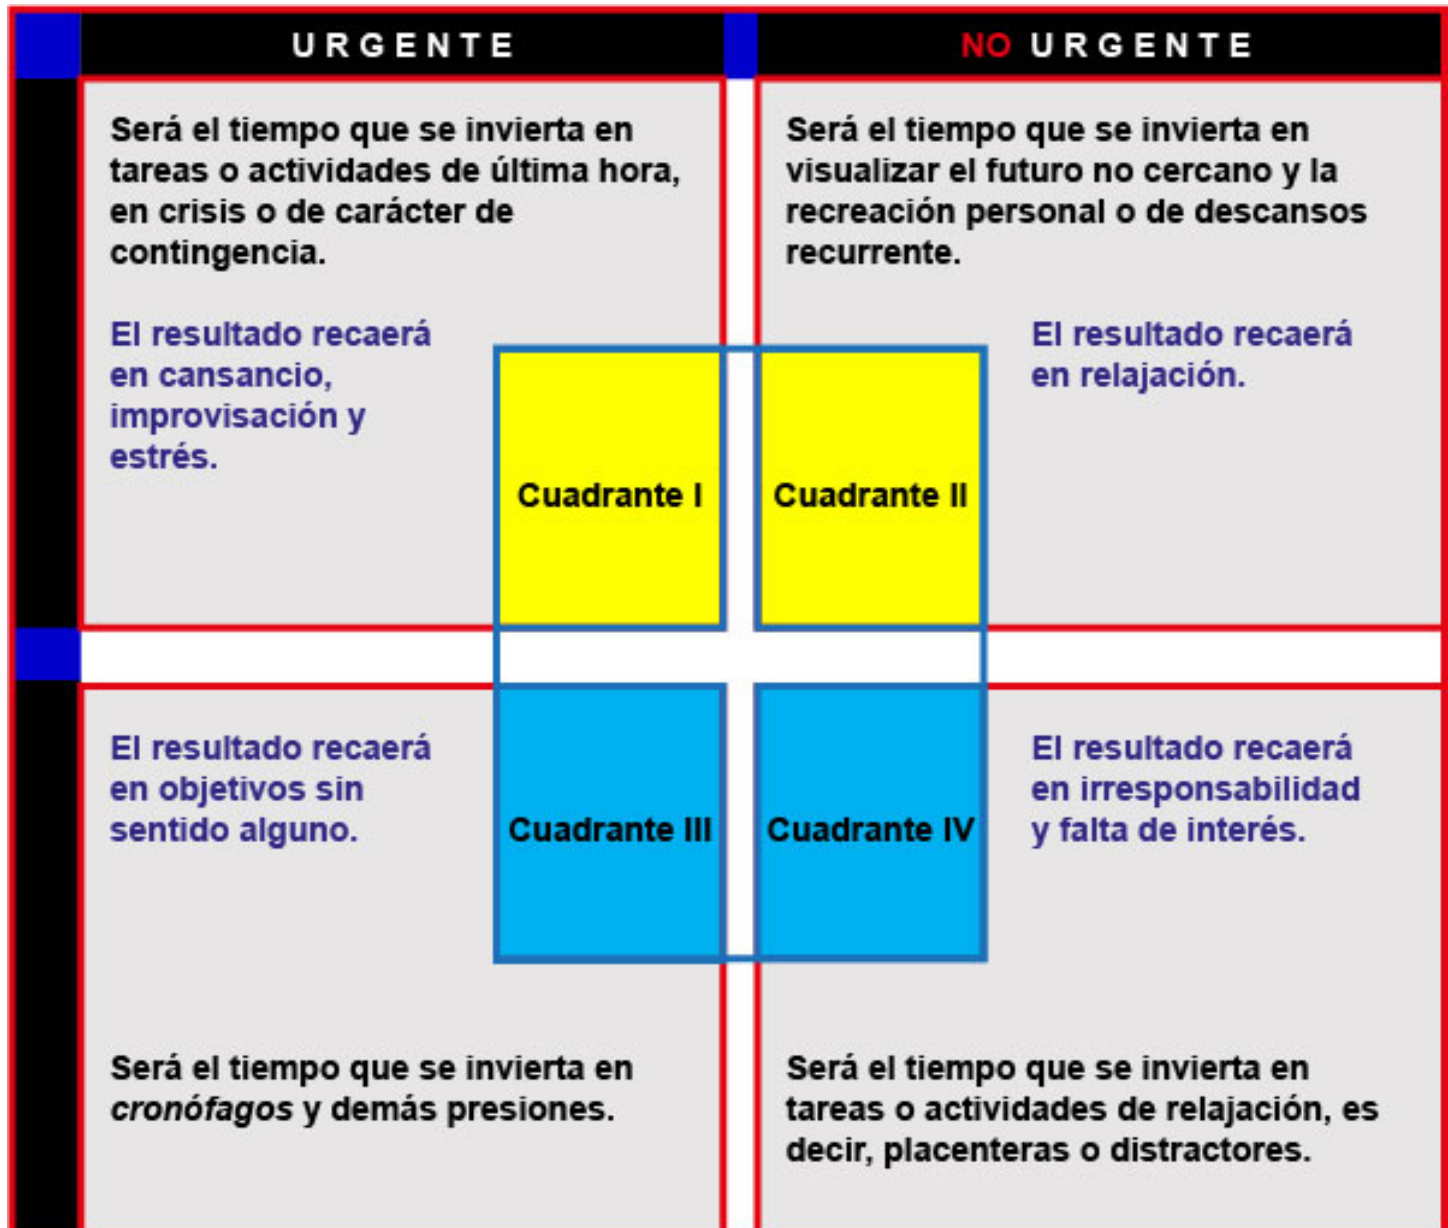 URGENTE
NO URGENTE
Será el tiempo que se invierta en
tareas o actividades de última hora,
en crisis o de carácter de
contingencia.
El resultado recaerá
en cansancio,
improvisación y
estrés.
Cuadrante I
Será el tiempo que se invierta en
visualizar el futuro no cercano y la
recreación personal o de descansos
recurrente.
El resultado recaerá
en relajación.
Cuadrante II
El resultado recaerá
en objetivos sin
sentido alguno.
Cuadrante III
Será el tiempo que se invierta en
cronófagos y demás presiones.
El resultado recaerá
en irresponsabilidad
y falta de interés.
Cuadrante IV
Será el tiempo que se invierta en
tareas o actividades de relajación, es
decir, placenteras o distractores.